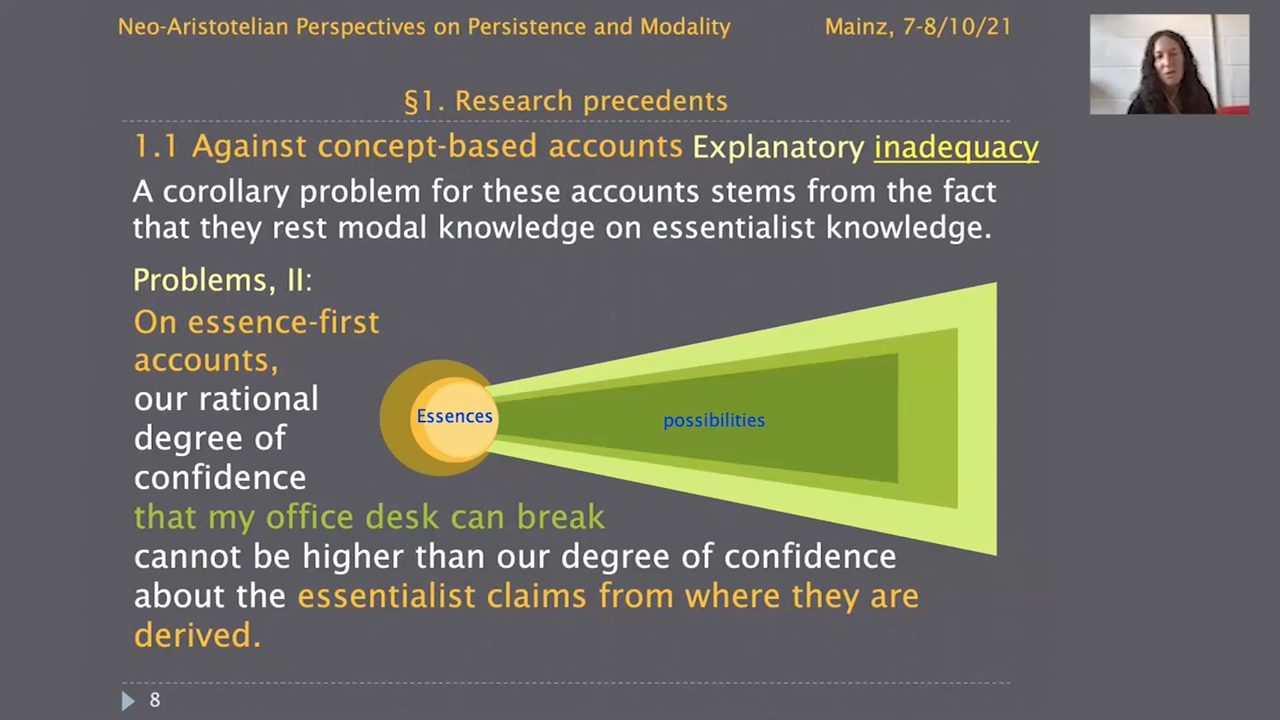 Neo-Aristotelian Perspectives on Persistence and Modality Mainz, 7-8/10/21
§1. Research precedents
1.1 Against concept-based accounts Explanatory inadequacy
A corollary problem for these accounts stems from the fact
that they rest modal knowledge on essentialist knowledge.
Problems, II:
On essence-first
accounts,
our rational
degree of
confidence
that my office desk can break
cannot be higher than our degree of confidence
about the essentialist claims from where they are
derived.
Essences
possibilities
8